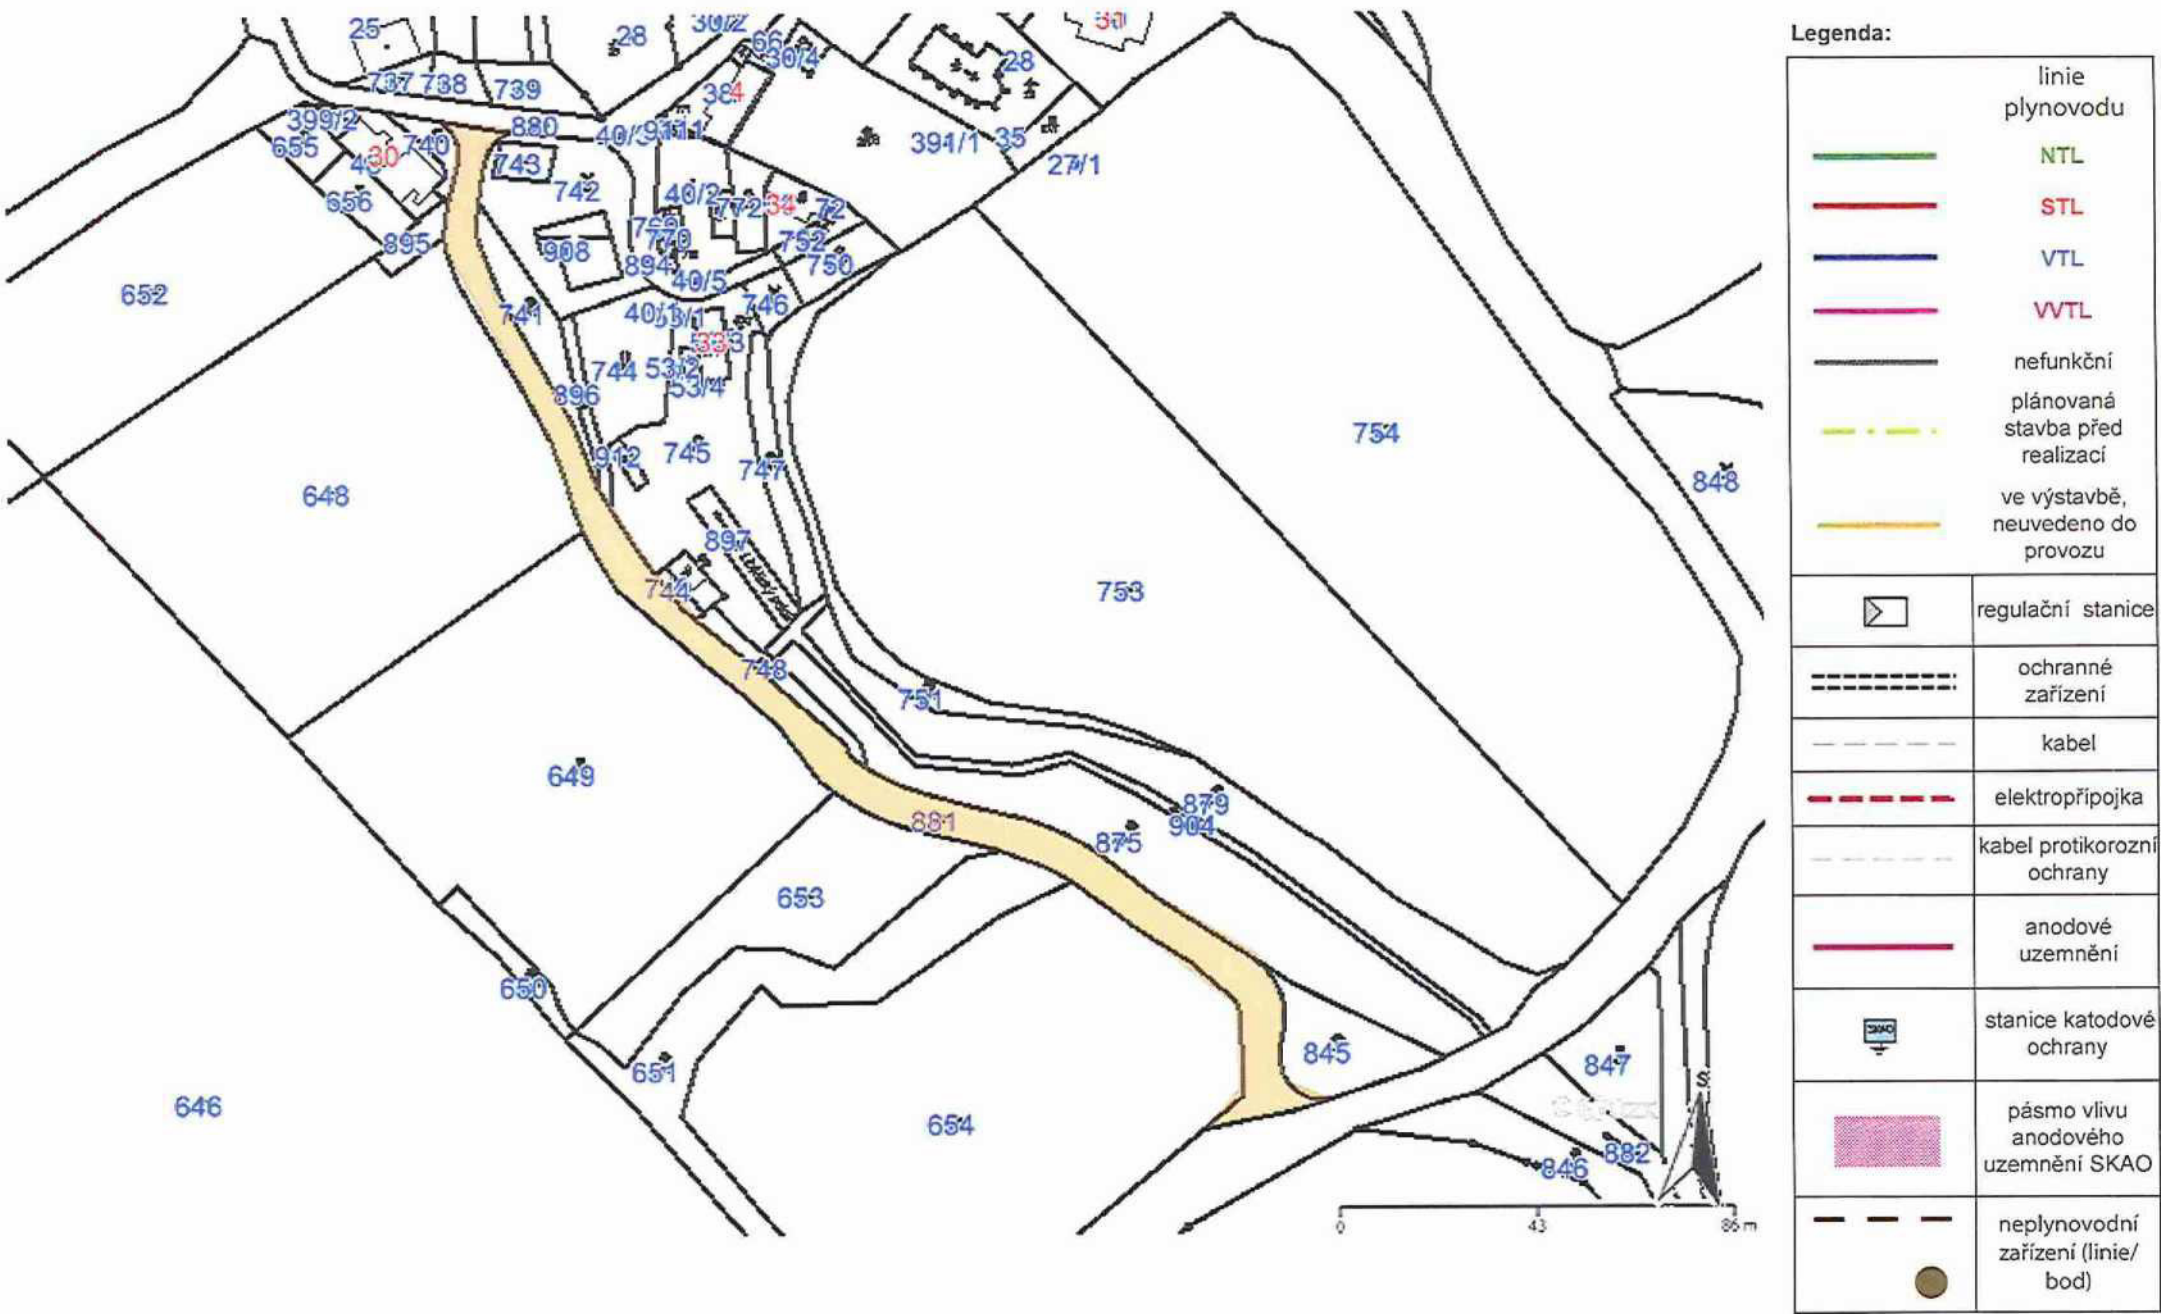 25
28
30/2
66
30/4
30
28
737
738
739
384
399/2
655
740
30
880
743
742
391/1
35
27/1
40/2
772
34
72
656
895
908
770
894
752
750
40/5
652
741
746
53/1
33
744
53/2
53/4
896
754
912
745
747
848
648
897
753
744
748
751
649
881
875
879
904
653
650
651
845
847
646
654
846
882
S
0
43
86 m
Legenda:
linie
plynovodu
NTL
STL
VTL
VVTL
nefunkční
plánovaná
stavba před
realizací
ve výstavbě,
neuvedeno do
provozu
regulační stanice
ochranné
zařízení
kabel
elektropřípojka
kabel protikorozní
ochrany
anodové
uzemnění
SKAO
stanice katodové
ochrany
pásmo vlivu
anodového
uzemnění SKAO
neplynovodní
zařízení (linie/
bod)